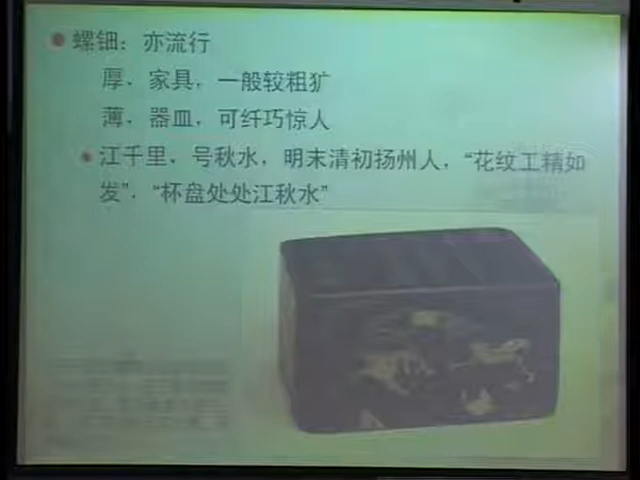 螺钿：亦流行
厚．家具，一般较粗犷
薄．器皿，可纤巧惊人
江千里．号秋水，明末清初扬州人，“花纹工精如
发”．“杯盘处处江秋水”